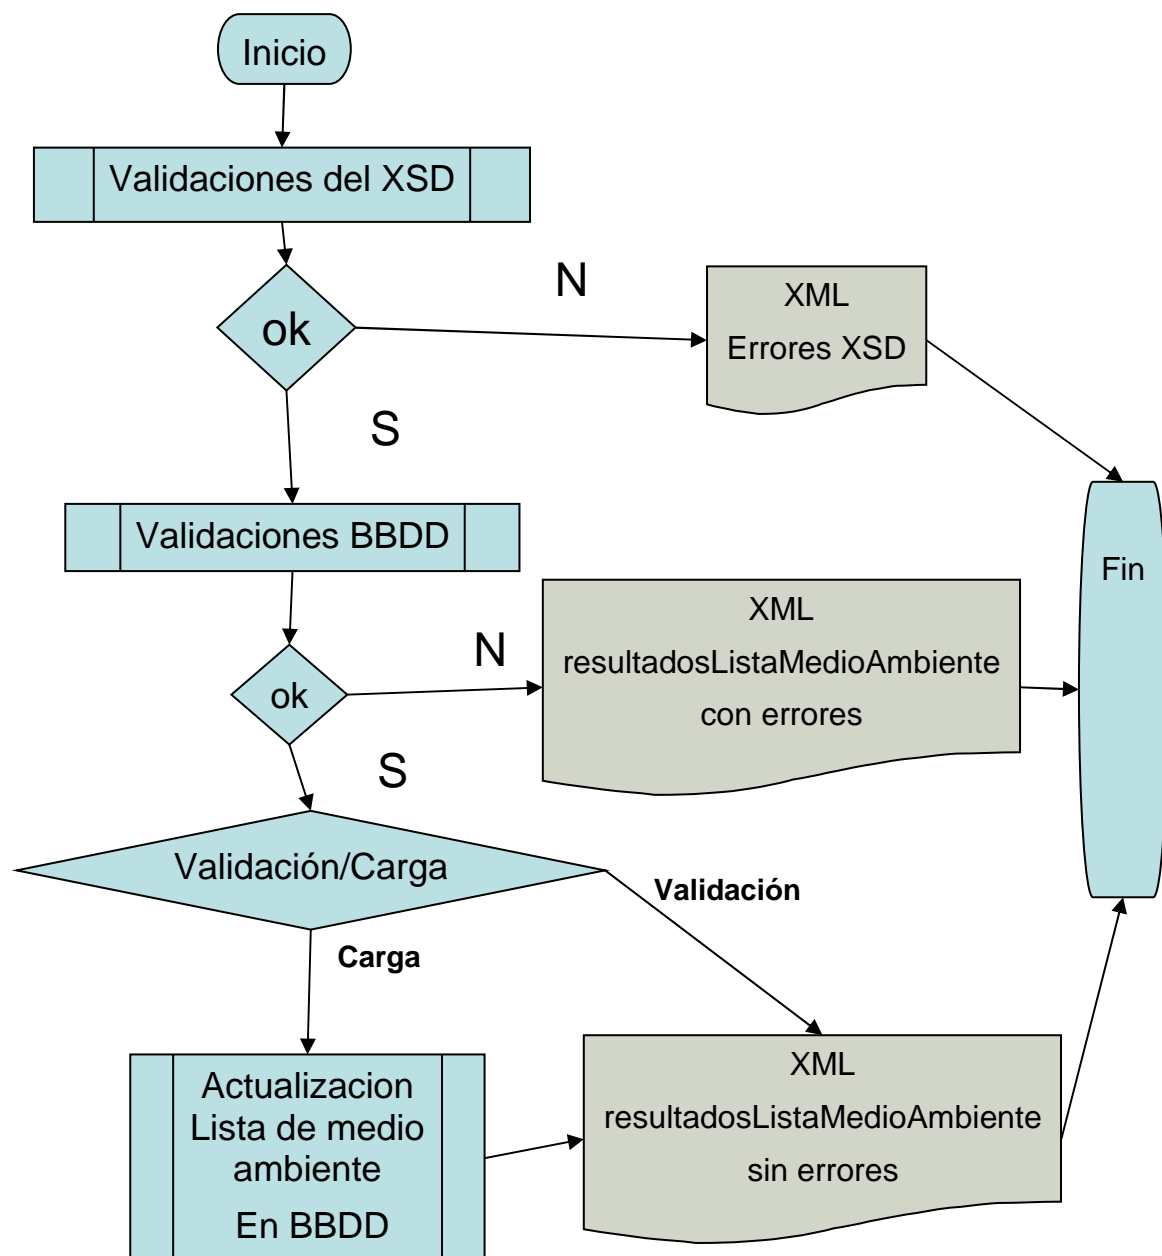 Inicio
Validaciones del XSD
ok
N
XML
Errores XSD
S
Validaciones BBDD
Fin
ok
N
XML
resultadosListaMedioAmbiente
con errores
S
Validación/Carga
Validación
Carga
Actualizacion
Lista de medio
ambiente
En BBDD
XML
resultadosListaMedioAmbiente
sin errores